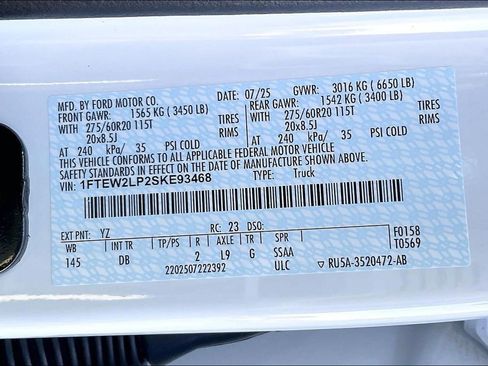 MFD. BY FORD MOTOR CO.
DATE: 07/25 GVWR: 3016 KG (6650 LB)
FRONT GAWR: 1565 KG (3450 LB) REAR GAWR: 1542 KG (3400 LB)
WITH 275/60R20 115T TIRES WITH 275/60R20 115T TIRES
20x8.5J RIMS 20x8.5J RIMS
AT 240 kPa/ 35 PSI COLD AT 240 kPa/ 35 PSI COLD
THIS VEHICLE CONFORMS TO ALL APPLICABLE FEDERAL MOTOR VEHICLE
SAFETY STANDARDS IN EFFECT ON THE DATE OF MANUFACTURE SHOWN ABOVE.
VIN: 1FTEW2LP2SKE93468 TYPE: Truck
EXT PNT: YZ RC: 23 DSO: F0158
WB INT TR TP/PS R AXLE TR SPR T0569
145 DB 2 L9 G SSAA
2202507222392 ULC ▼ RU5A-3520472-AB